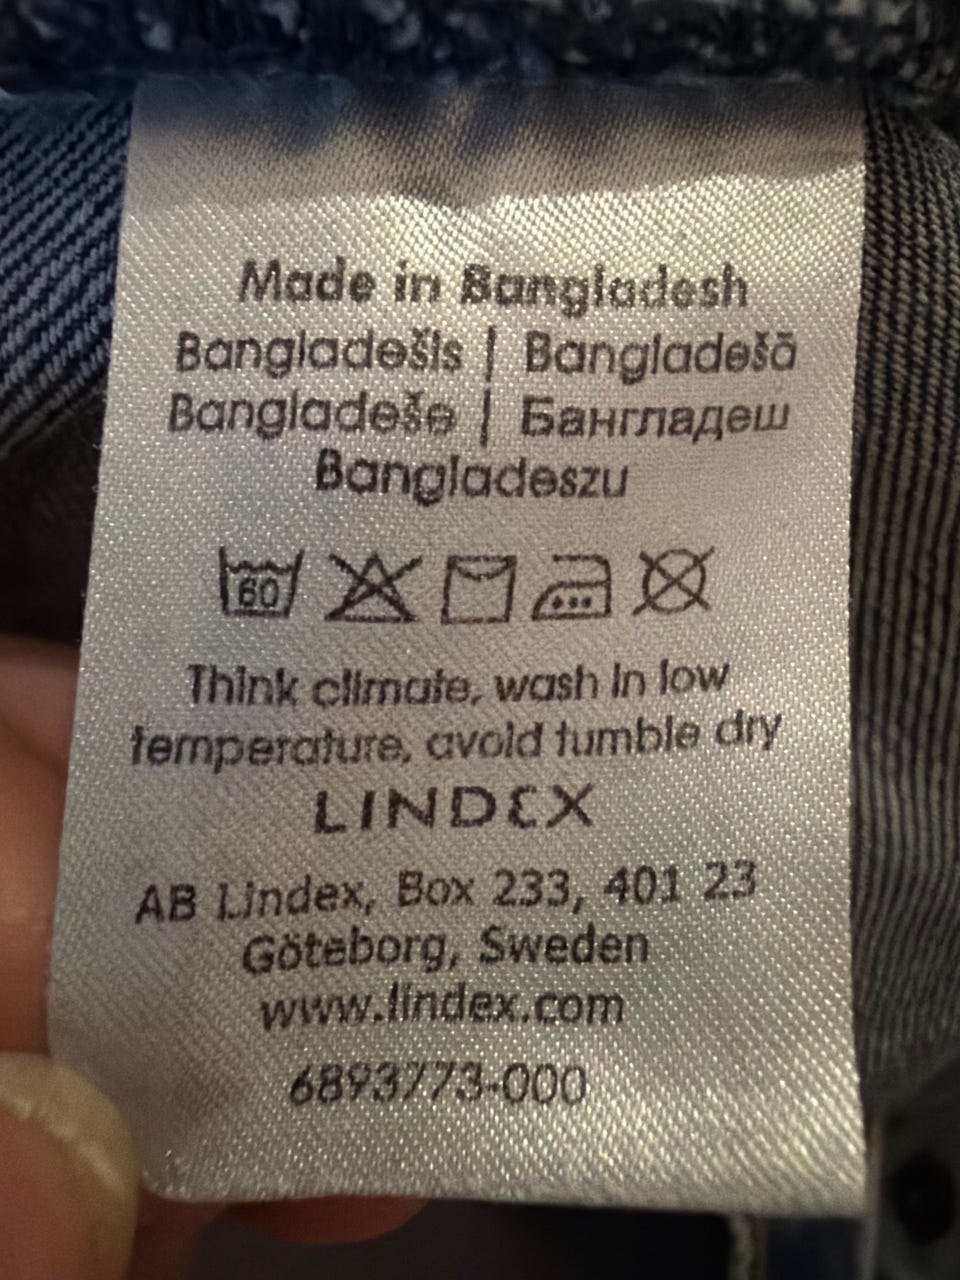 Made in Bangladesh
Bangladešis | Bangladešā
Bangladeše | Бангладеш
Bangladeszu
60
Think climate, wash in low
temperature, avoid tumble dry
LINDEX
AB Lindex, Box 233, 401 23
Göteborg, Sweden
www.lindex.com
6893773-000